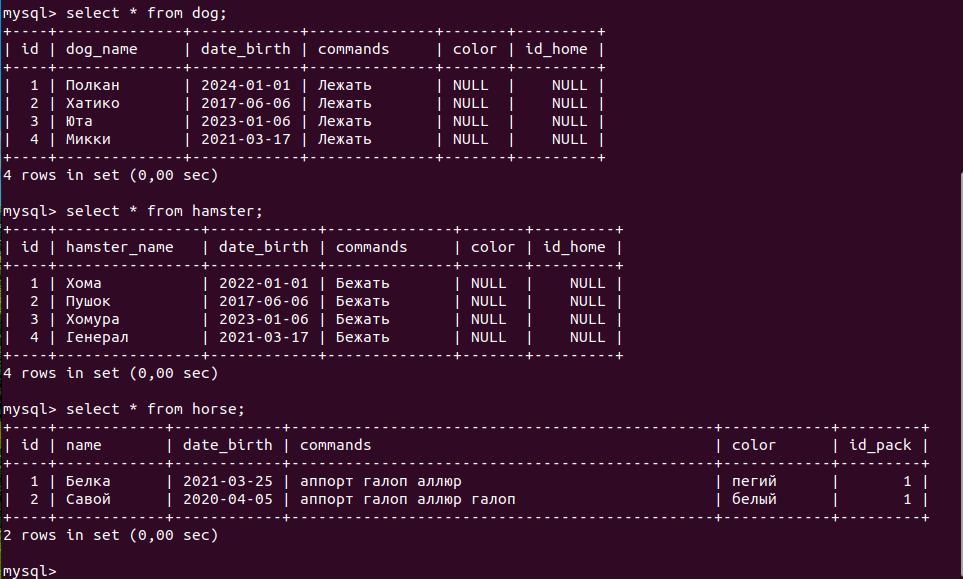 mysql> select * from dog;
+----+--------------+------------+--------------+-------+---------+
| id | dog_name     | date_birth | commands     | color | id_home |
+----+--------------+------------+--------------+-------+---------+
|  1 | Полкан       | 2024-01-01 | Лежать       | NULL  |    NULL |
|  2 | Хатико       | 2017-06-06 | Лежать       | NULL  |    NULL |
|  3 | Юта          | 2023-01-06 | Лежать       | NULL  |    NULL |
|  4 | Микки        | 2021-03-17 | Лежать       | NULL  |    NULL |
+----+--------------+------------+--------------+-------+---------+
4 rows in set (0,00 sec)
mysql> select * from hamster;
+----+----------------+------------+--------------+-------+---------+
| id | hamster_name   | date_birth | commands     | color | id_home |
+----+----------------+------------+--------------+-------+---------+
|  1 | Хома           | 2022-01-01 | Бежать       | NULL  |    NULL |
|  2 | Пушок          | 2017-06-06 | Бежать       | NULL  |    NULL |
|  3 | Хомура         | 2023-01-06 | Бежать       | NULL  |    NULL |
|  4 | Генерал        | 2021-03-17 | Бежать       | NULL  |    NULL |
+----+----------------+------------+--------------+-------+---------+
4 rows in set (0,00 sec)
mysql> select * from horse;
+----+------------+------------+-----------------------------------------------+------------+---------+
| id | name       | date_birth | commands                                      | color      | id_pack |
+----+------------+------------+-----------------------------------------------+------------+---------+
|  1 | Белка      | 2021-03-25 | аппорт галоп аллюр                            | пегий      |       1 |
|  2 | Савой      | 2020-04-05 | аппорт галоп аллюр галоп                      | белый      |       1 |
+----+------------+------------+-----------------------------------------------+------------+---------+
2 rows in set (0,00 sec)
mysql>